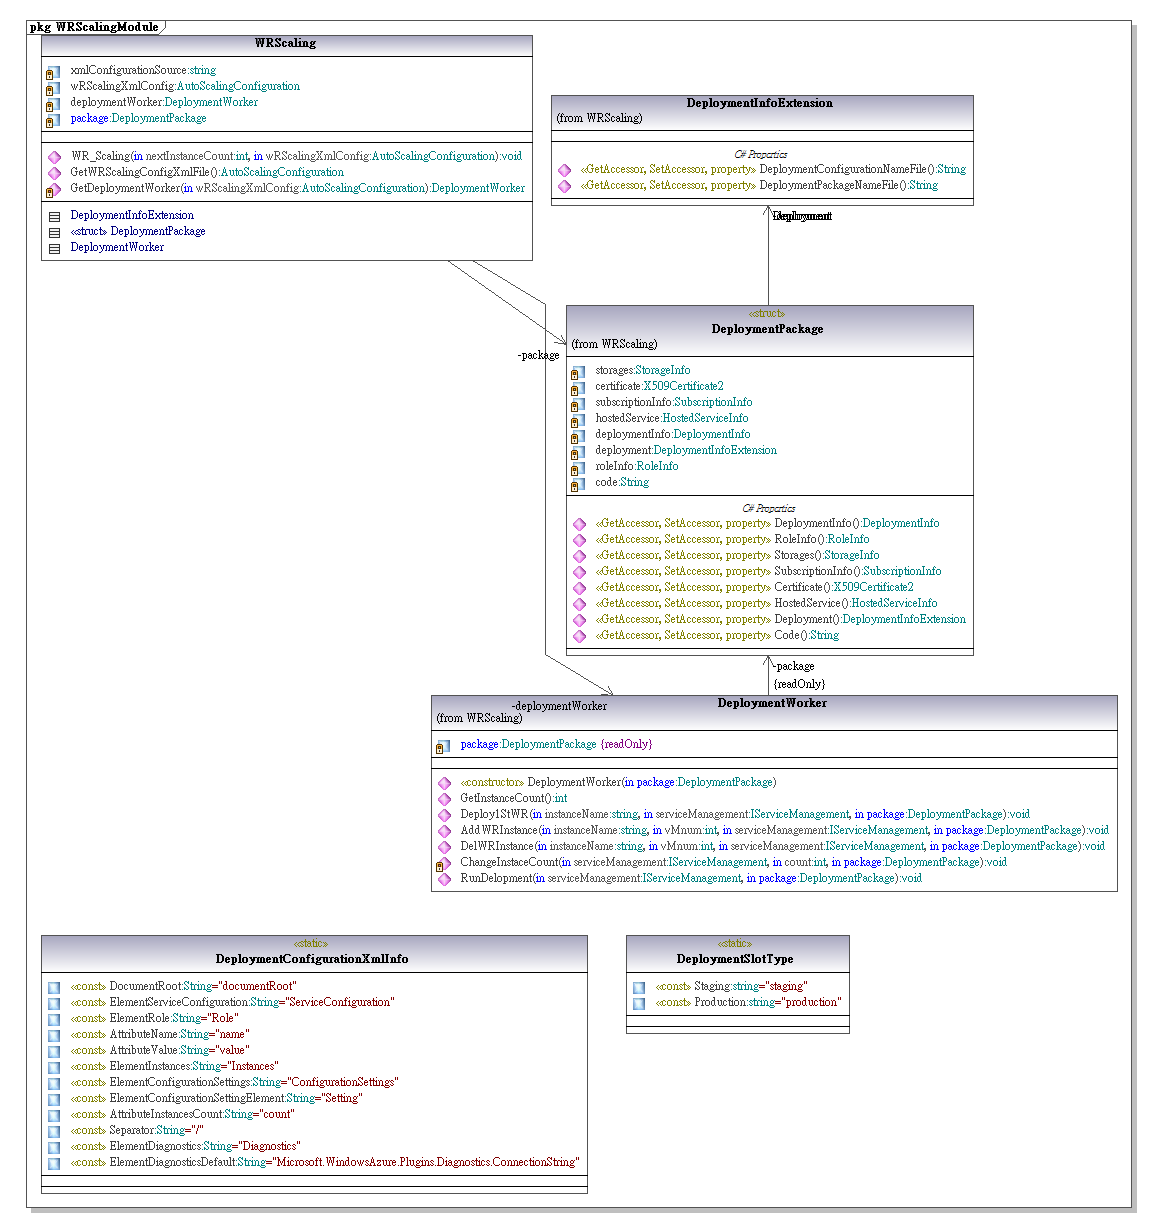 pkg WRScalingModule
WRScaling
xmlConfigurationSource:string
wRScalingXmlConfig:AutoScalingConfiguration
deploymentWorker:DeploymentWorker
package:DeploymentPackage
WR_Scaling(in nextInstanceCount:int, in wRScalingXmlConfig:AutoScalingConfiguration):void
GetWRScalingConfigXmlFile():AutoScalingConfiguration
GetDeploymentWorker(in wRScalingXmlConfig:AutoScalingConfiguration):DeploymentWorker
DeploymentInfoExtension
«struct» DeploymentPackage
DeploymentWorker
DeploymentInfoExtension
(from WRScaling)
C# Properties
«GetAccessor, SetAccessor, property» DeploymentConfigurationNameFile():String
«GetAccessor, SetAccessor, property» DeploymentPackageNameFile():String
-package
«struct»
DeploymentPackage
(from WRScaling)
storages:StorageInfo
certificate:X509Certificate2
subscriptionInfo:SubscriptionInfo
hostedService:HostedServiceInfo
deploymentInfo:DeploymentInfo
deployment:DeploymentInfoExtension
roleInfo:RoleInfo
code:String
C# Properties
«GetAccessor, SetAccessor, property» DeploymentInfo():DeploymentInfo
«GetAccessor, SetAccessor, property» RoleInfo():RoleInfo
«GetAccessor, SetAccessor, property» Storages():StorageInfo
«GetAccessor, SetAccessor, property» SubscriptionInfo():SubscriptionInfo
«GetAccessor, SetAccessor, property» Certificate():X509Certificate2
«GetAccessor, SetAccessor, property» HostedService():HostedServiceInfo
«GetAccessor, SetAccessor, property» Deployment():DeploymentInfoExtension
«GetAccessor, SetAccessor, property» Code():String
-package
{readOnly}
-deploymentWorker
DeploymentWorker
(from WRScaling)
package:DeploymentPackage {readOnly}
«constructor» DeploymentWorker(in package:DeploymentPackage)
GetInstanceCount():int
Deploy1StWR(in instanceName:string, in serviceManagement:IServiceManagement, in package:DeploymentPackage):void
AddWRInstance(in instanceName:string, in vMnum:int, in serviceManagement:IServiceManagement, in package:DeploymentPackage):void
DelWRInstance(in instanceName:string, in vMnum:int, in serviceManagement:IServiceManagement, in package:DeploymentPackage):void
ChangeInstaceCount(in serviceManagement:IServiceManagement, in count:int, in package:DeploymentPackage):void
RunDelopment(in serviceManagement:IServiceManagement, in package:DeploymentPackage):void
«static»
DeploymentConfigurationXmlInfo
«const» DocumentRoot:String="documentRoot"
«const» ElementServiceConfiguration:String="ServiceConfiguration"
«const» ElementRole:String="Role"
«const» AttributeName:String="name"
«const» AttributeValue:String="value"
«const» ElementInstances:String="Instances"
«const» ElementConfigurationSettings:String="ConfigurationSettings"
«const» ElementConfigurationSettingElement:String="Setting"
«const» AttributeInstancesCount:String="count"
«const» Separator:String="/"
«const» ElementDiagnostics:String="Diagnostics"
«const» ElementDiagnosticsDefault:String="Microsoft.WindowsAzure.Plugins.Diagnostics.ConnectionString"
«static»
DeploymentSlotType
«const» Staging:string="staging"
«const» Production:string="production"